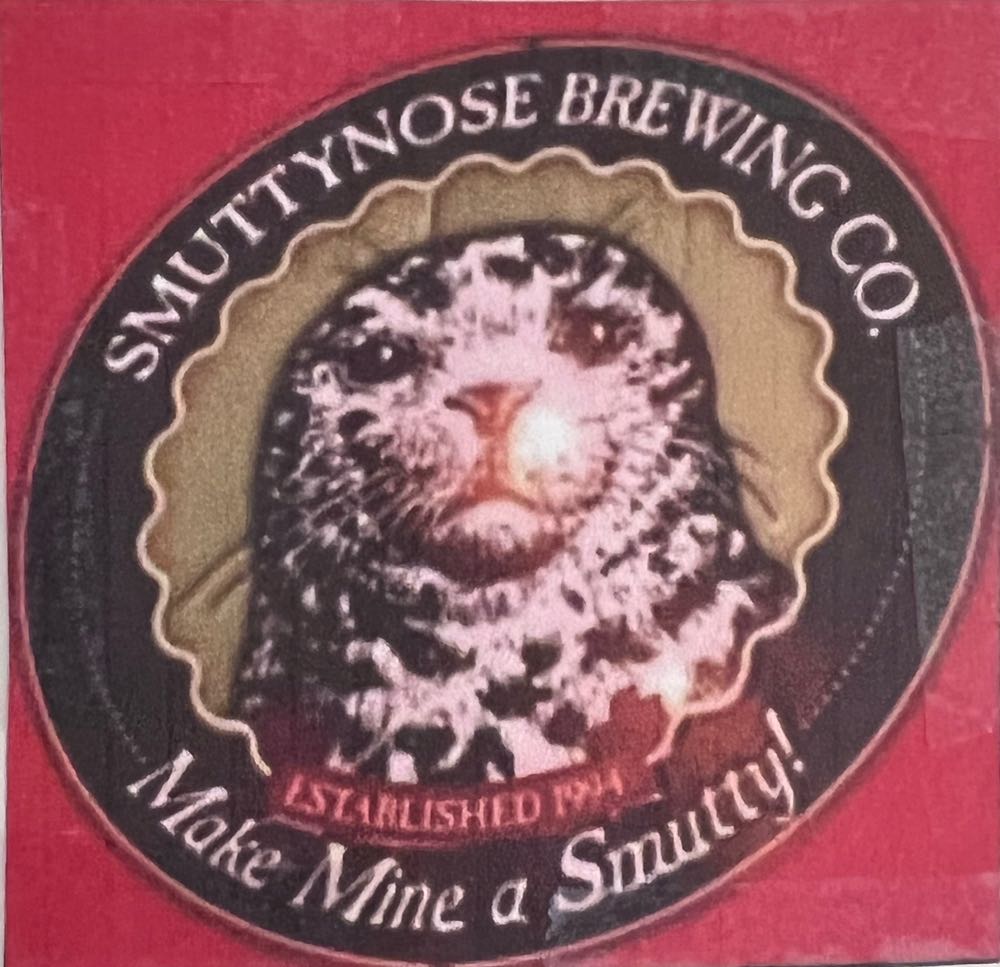 SMUTTYNOSE BREWING CO.
ESTABLISHED 1994
Make Mine a Smutty!